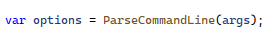 var options = ParseCommandLine(args);